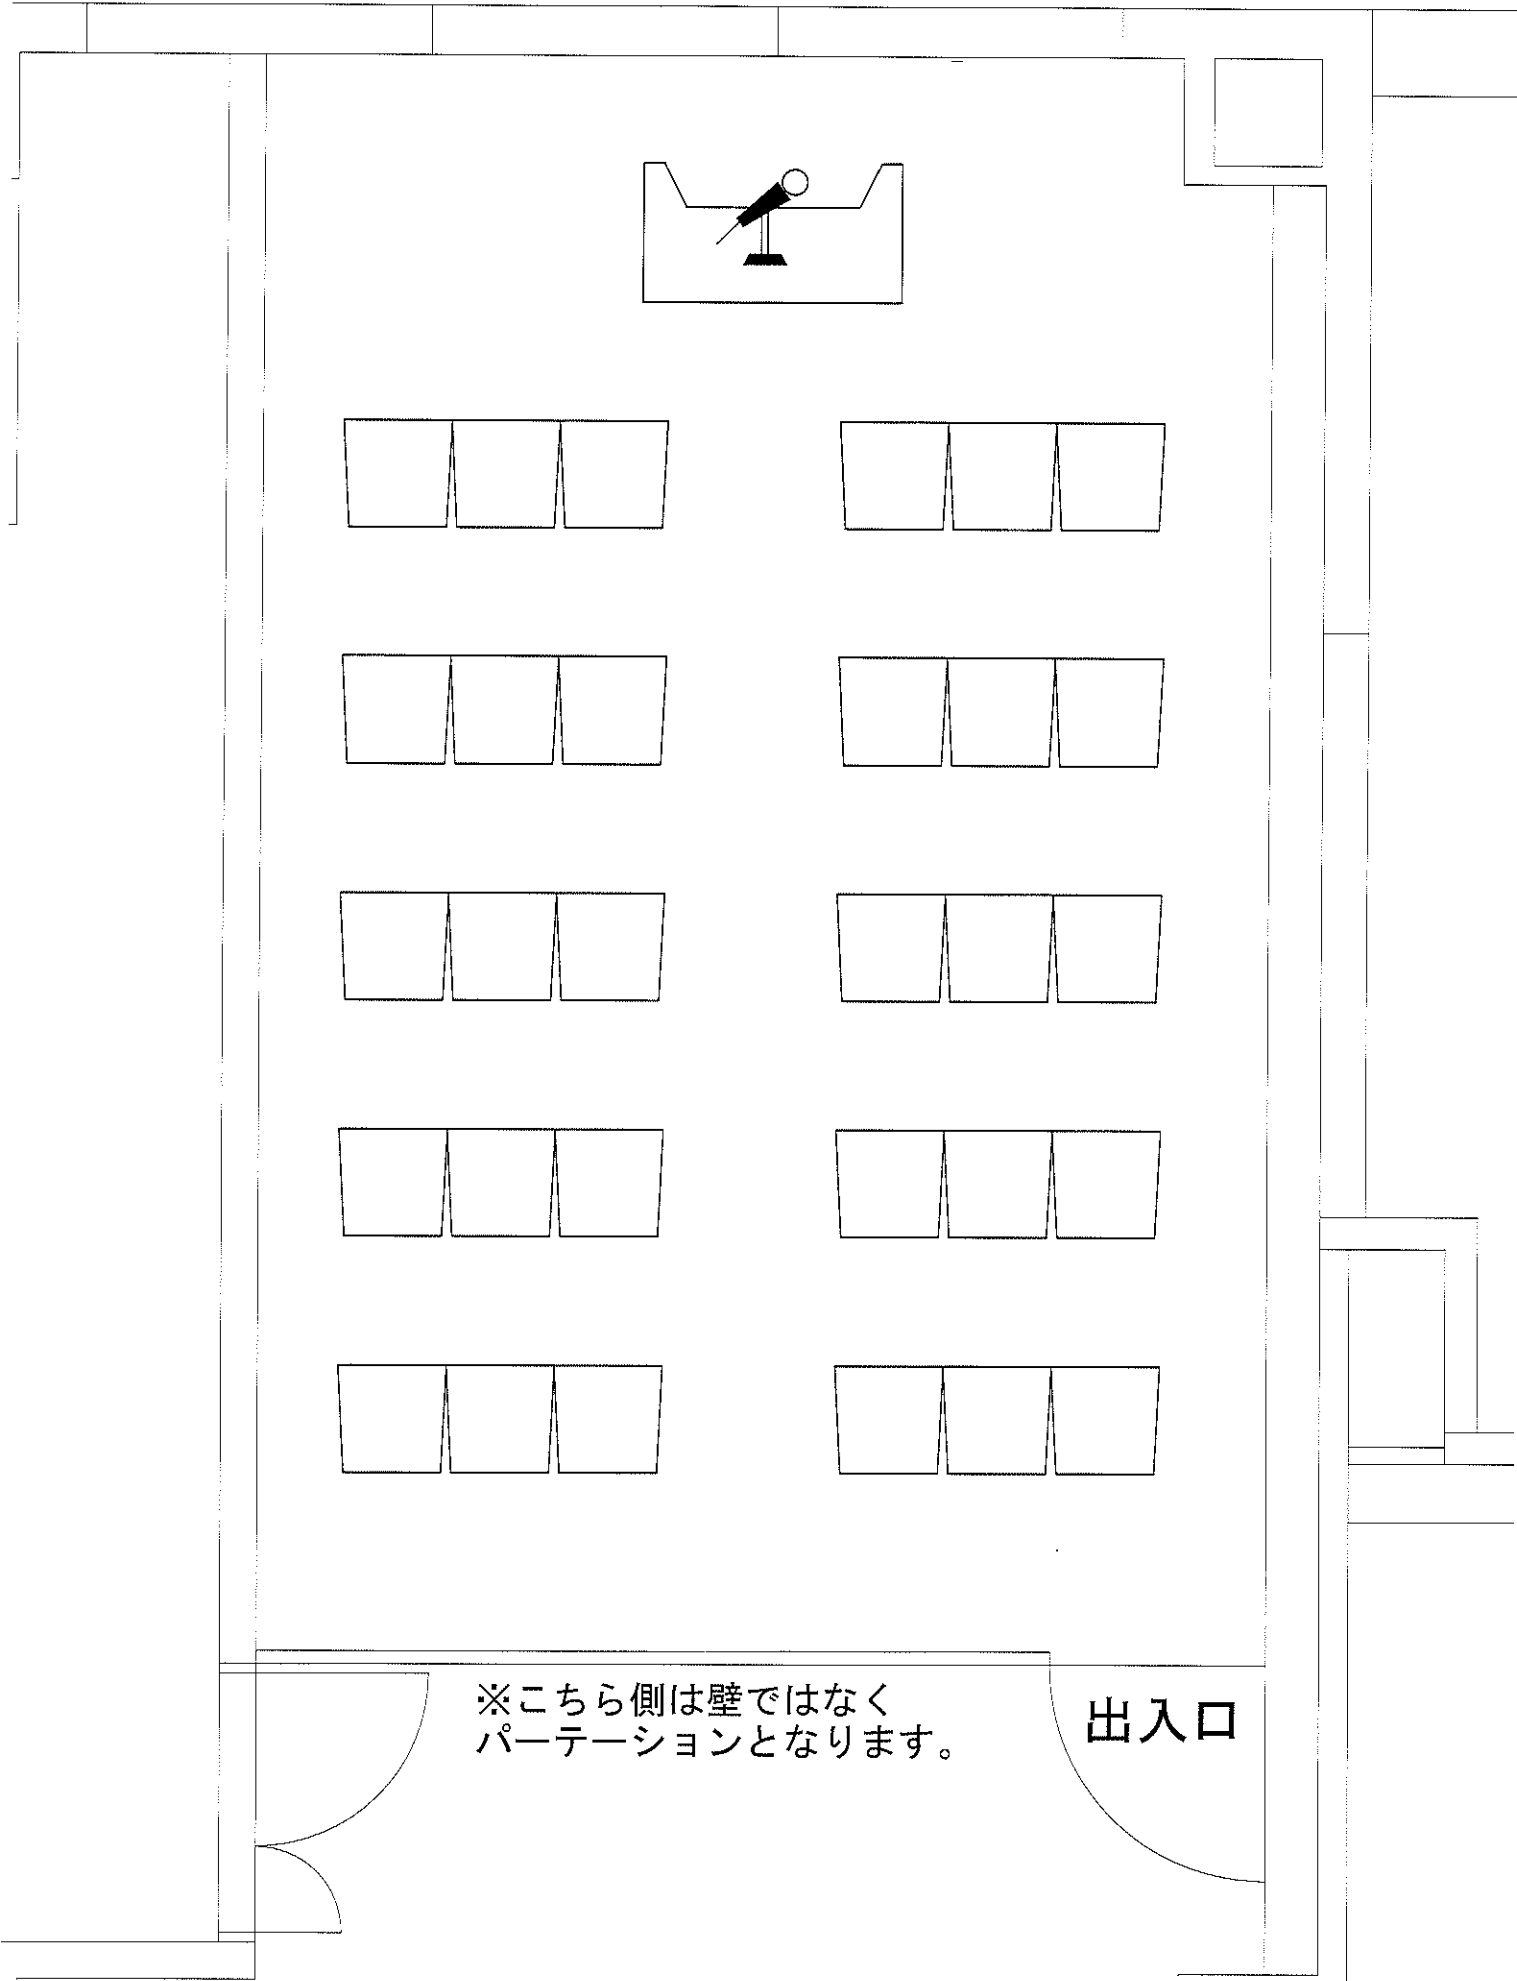 ※こちら側は壁ではなく
パーテーションとなります。
出入口